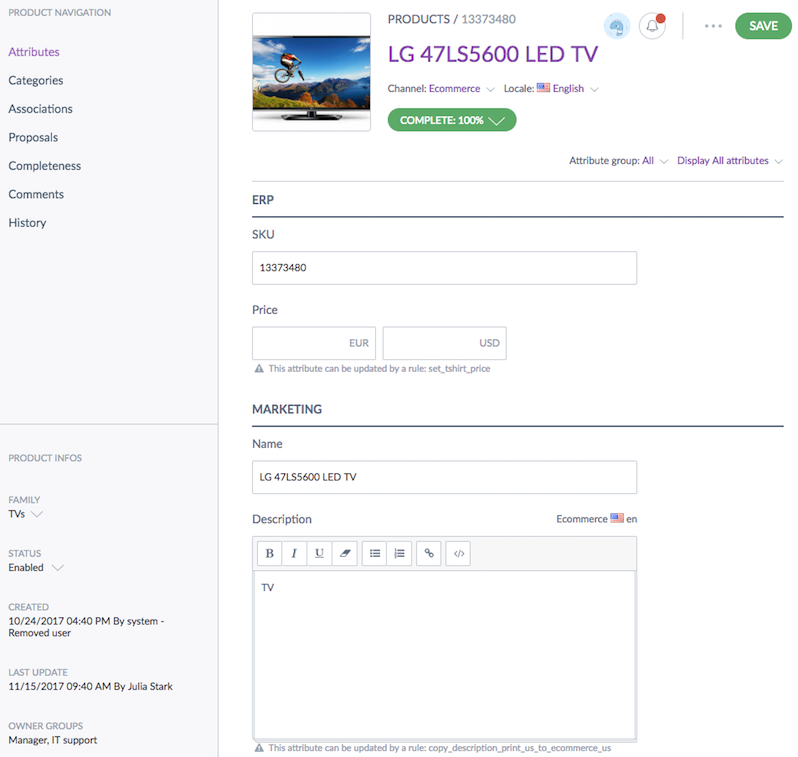 PRODUCT NAVIGATION
Attributes
Categories
Associations
Proposals
Completeness
Comments
History
PRODUCT INFOS
FAMILY
TVs
STATUS
Enabled
CREATED
10/24/2017 04:40 PM By system -
Removed user
LAST UPDATE
11/15/2017 09:40 AM By Julia Stark
OWNER GROUPS
Manager, IT support
PRODUCTS / 13373480
SAVE
LG 47LS5600 LED TV
Channel: Ecommerce Locale: English
COMPLETE: 100%
Attribute group: All Display All attributes
ERP
SKU
13373480
Price
EUR USD
This attribute can be updated by a rule: set_tshirt_price
MARKETING
Name
LG 47LS5600 LED TV
Description Ecommerce en
B I U </>
TV
This attribute can be updated by a rule: copy_description_print_us_to_ecommerce_us